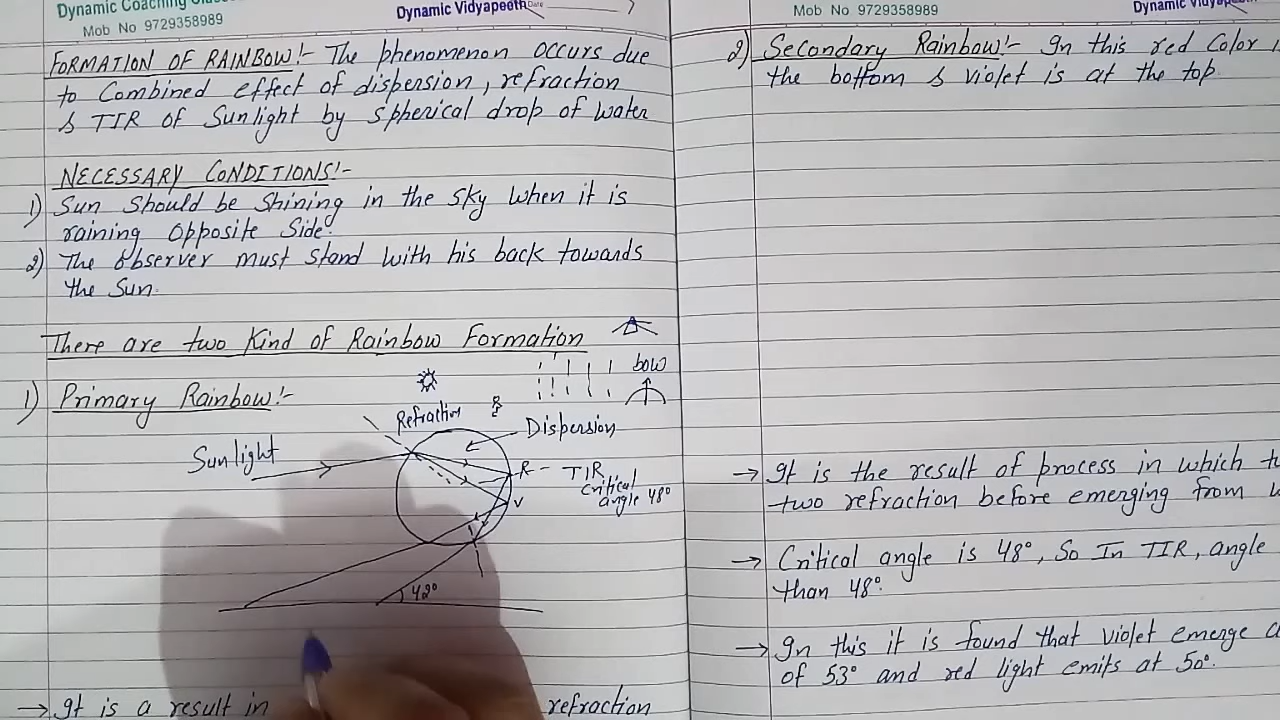 Dynamic Coaching
Mob No 9729358989
Dynamic Vidyapeeth
Date
FORMATION OF RAINBOW:- The phenomenon occurs due
to Combined effect of dispersion, refraction
& TIR of Sunlight by Spherical drop of water
NECESSARY CONDITIONS:-
1) Sun should be Shining in the sky when it is
raining opposite side.
2) The observer must stand with his back towards
the Sun.
There are two Kind of Rainbow Formation
1) Primary Rainbow:-
bow
Refraction
Dispersion
Sunlight
R - TIR
Critical
angle 48°
V
42°
→ It is a result in
refraction
Mob No 9729358989
2) Secondary Rainbow:- In this red Color
the bottom & violet is at the top.
→ It is the result of process in which
two refraction before emerging from
→ Critical angle is 48°, So In TIR, angle
than 48°.
→ In this it is found that violet emerge
of 53° and red light emits at 50°.